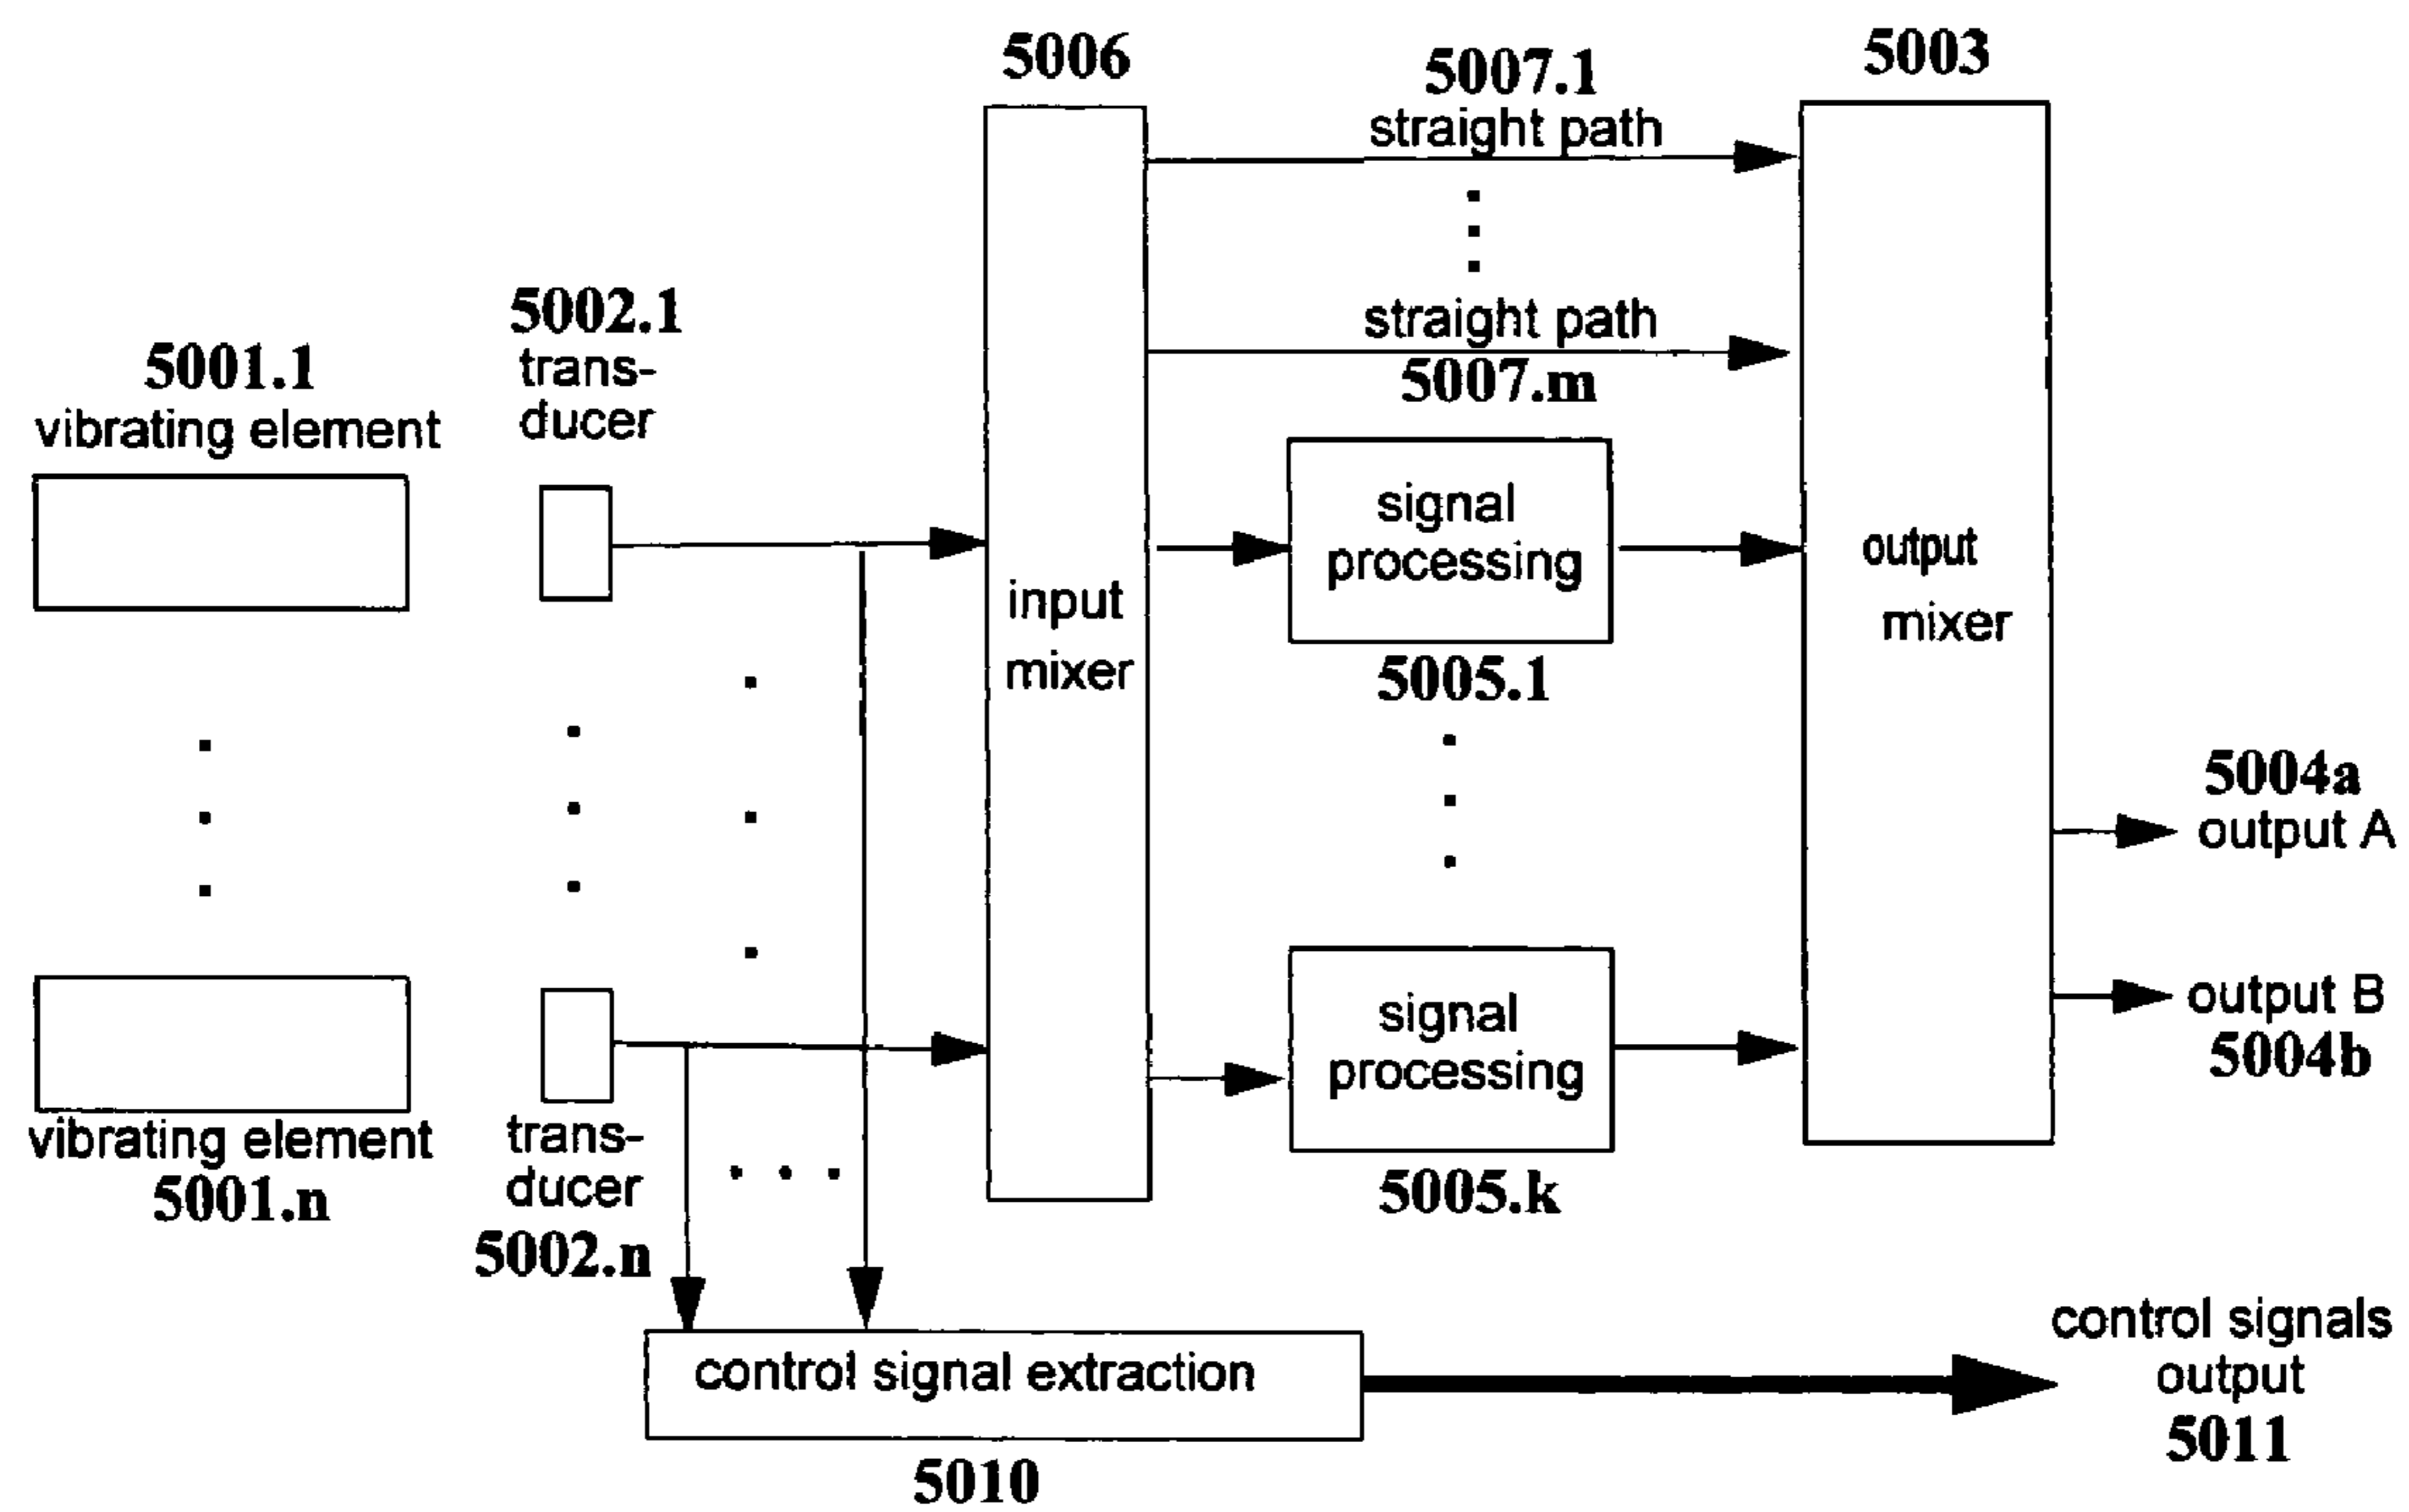 5006
5007.1
straight path
5003
straight path
5007.m
5002.1
trans-
ducer
5001.1
vibrating element
signal
processing
5005.1
input
mixer
output
mixer
5004a
output A
output B
5004b
signal
processing
5005.k
vibrating element
5001.n
trans-
ducer
5002.n
control signal extraction
5010
control signals
output
5011